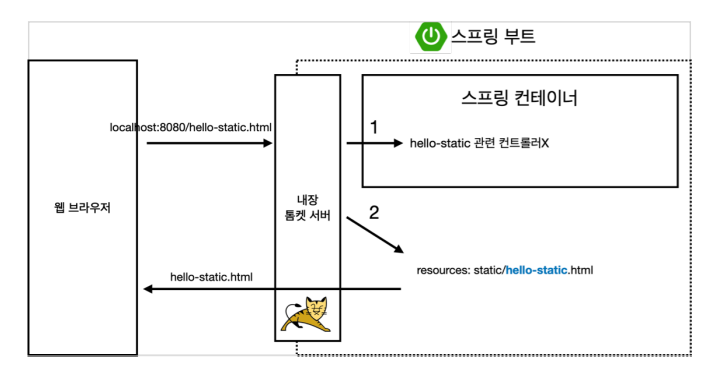 스프링 부트
스프링 컨테이너
localhost:8080/hello-static.html
1
hello-static 관련 컨트롤러X
웹 브라우저
내장
톰켓 서버
2
resources: static/hello-static.html
hello-static.html